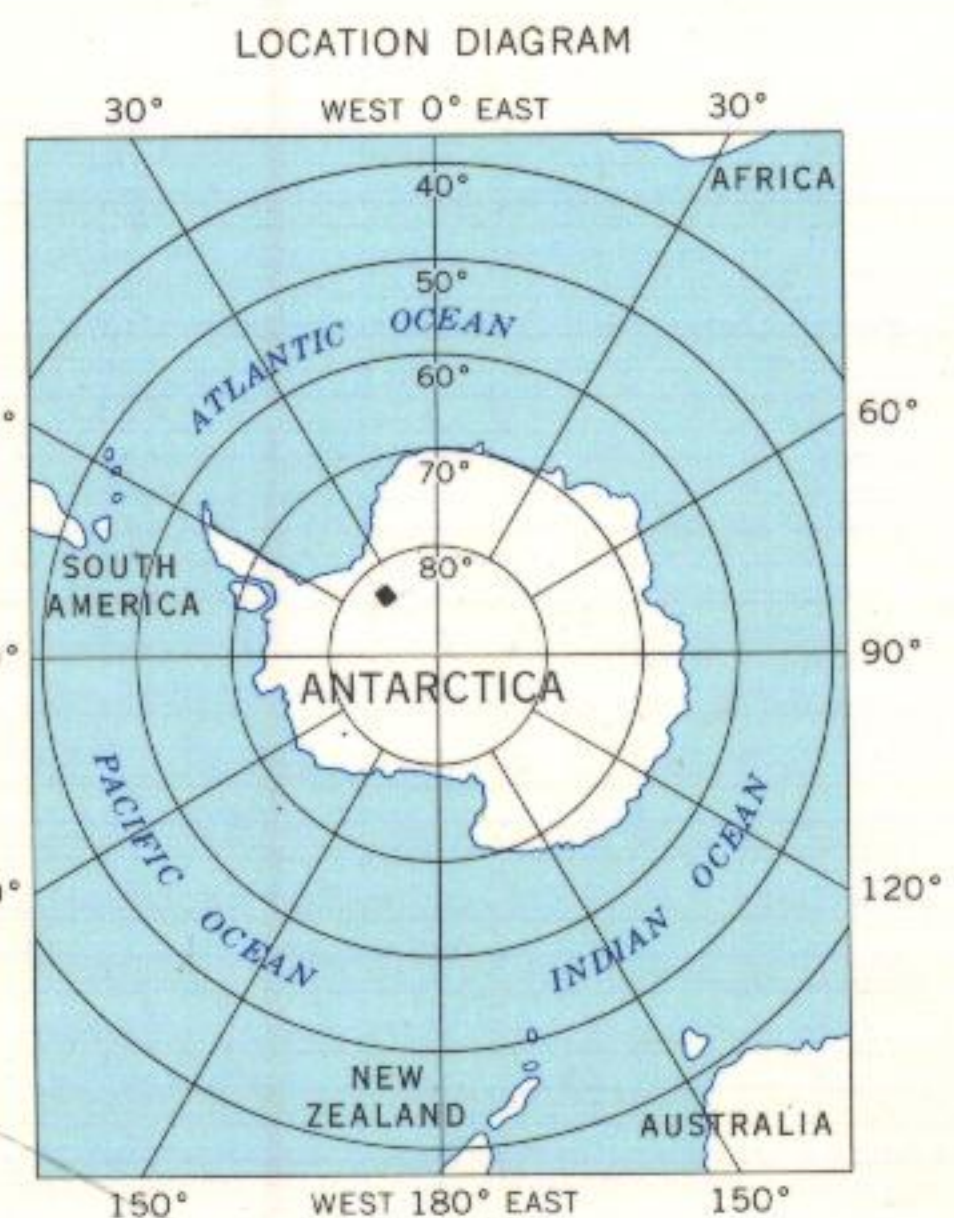 LOCATION DIAGRAM
30° WEST 0° EAST 30°
AFRICA
40°
50°
ATLANTIC OCEAN
60°
60°
70°
80°
SOUTH
AMERICA
90°
ANTARCTICA
PACIFIC OCEAN
INDIAN OCEAN
120°
NEW
ZEALAND
AUSTRALIA
150° WEST 180° EAST 150°